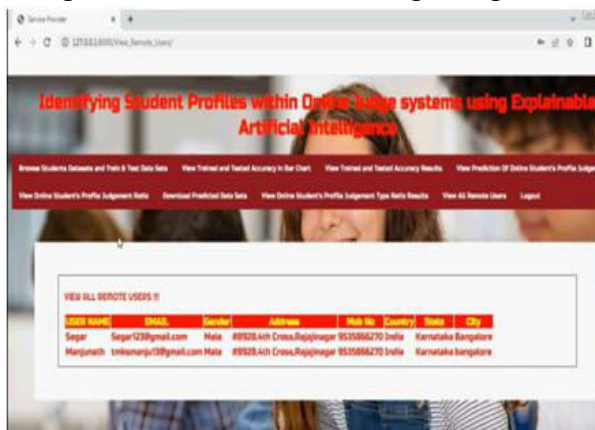 Service Provider
127.0.0.1:8000/View_Remote_Users/
Identifying Student Profiles within Online Judge systems using Explainable
Artificial Intelligence
Browse Students Datasets and Train & Test Data Sets View Trained and Tested Accuracy in Bar Chart View Trained and Tested Accuracy Results View Prediction Of Online Student's Profile Judgem
View Online Student's Profile Judgement Ratio Download Predicted Data Sets View Online Student's Profile Judgement Type Ratio Results View All Remote Users Logout
VIEW ALL REMOTE USERS !!!
USER NAME EMAIL Gender Address Mob No Country State City
Segar Segar123@gmail.com Male #8928,4th Cross,Rajajinagar 9535866270 India Karnataka Bangalore
Manjunath tmksmanju13@gmail.com Male #8928,4th Cross,Rajajinagar 9535866270 India Karnataka bangalore